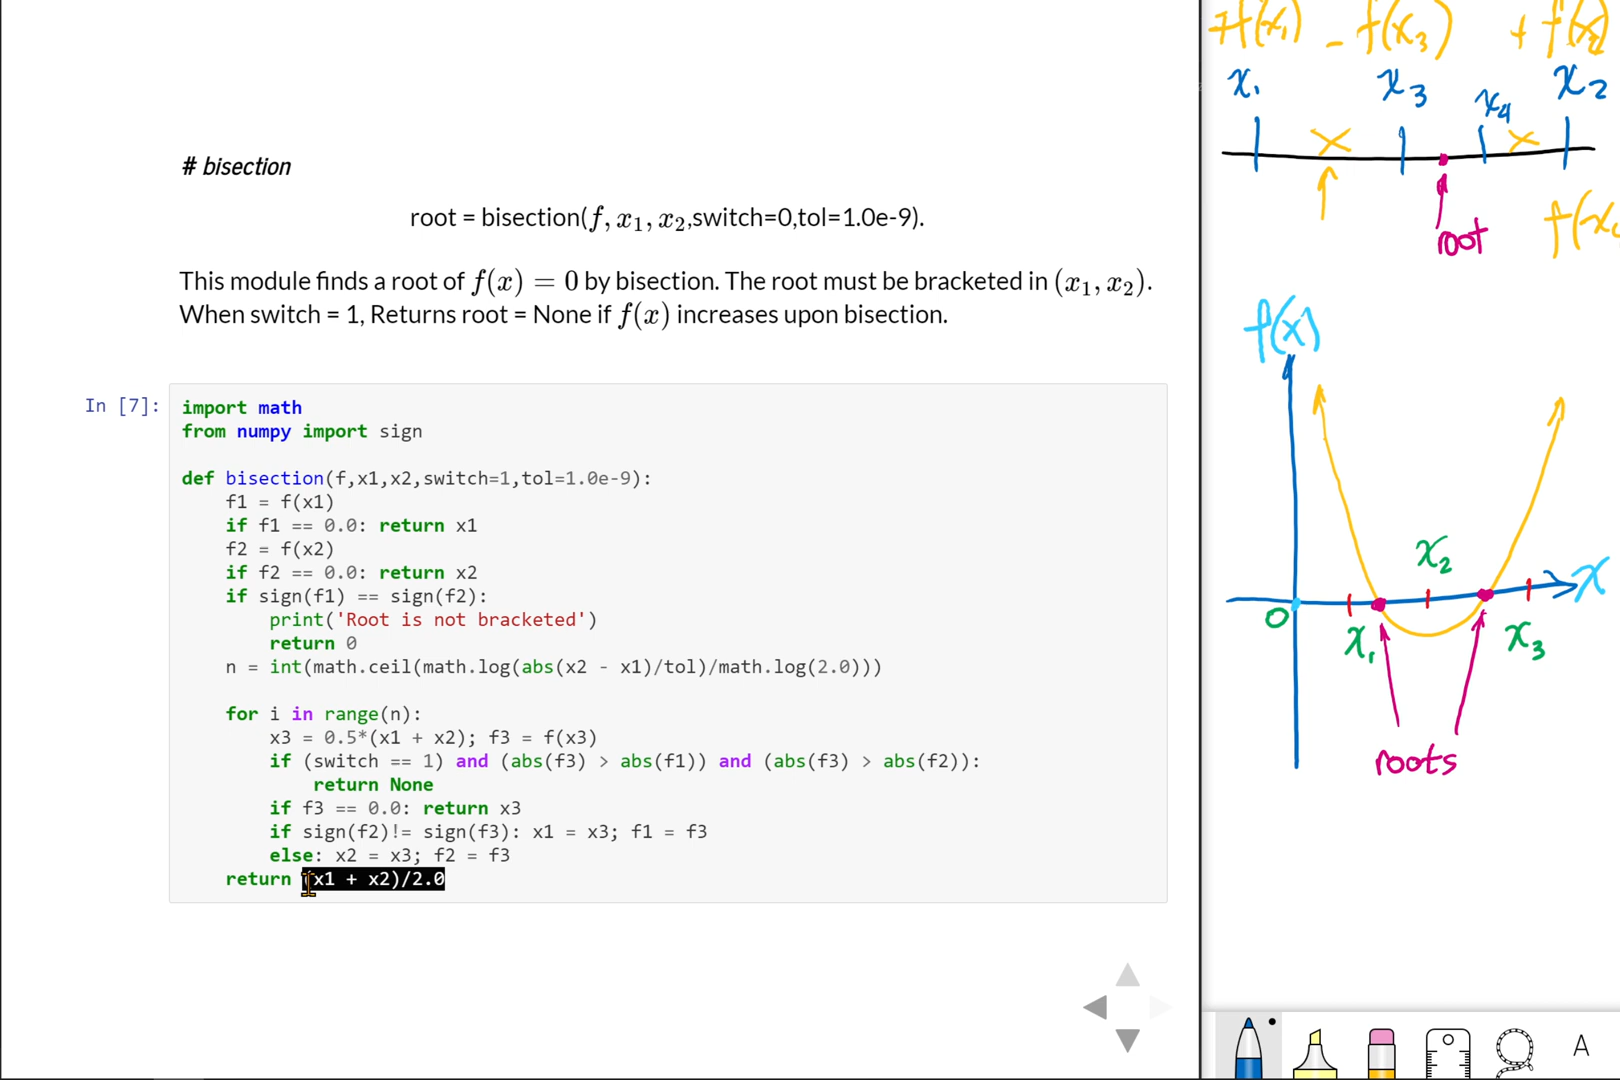 # bisection
root = bisection(f, x₁, x₂,switch=0,tol=1.0e-9).
This module finds a root of f(x) = 0 by bisection. The root must be bracketed in (x₁, x₂).
When switch = 1, Returns root = None if f(x) increases upon bisection.
In [7]:
import math
from numpy import sign
def bisection(f,x1,x2,switch=1,tol=1.0e-9):
    f1 = f(x1)
    if f1 == 0.0: return x1
    f2 = f(x2)
    if f2 == 0.0: return x2
    if sign(f1) == sign(f2):
        print('Root is not bracketed')
        return 0
    n = int(math.ceil(math.log(abs(x2 - x1)/tol)/math.log(2.0)))
    for i in range(n):
        x3 = 0.5*(x1 + x2); f3 = f(x3)
        if (switch == 1) and (abs(f3) > abs(f1)) and (abs(f3) > abs(f2)):
            return None
        if f3 == 0.0: return x3
        if sign(f2)!= sign(f3): x1 = x3; f1 = f3
        else: x2 = x3; f2 = f3
    return (x1 + x2)/2.0
+f(x₁) - f(x₃) + f(x₂)
x₁ x₃ x₄ x₂
root
f(x)
x₂
x
0
x₁ x₃
roots
A